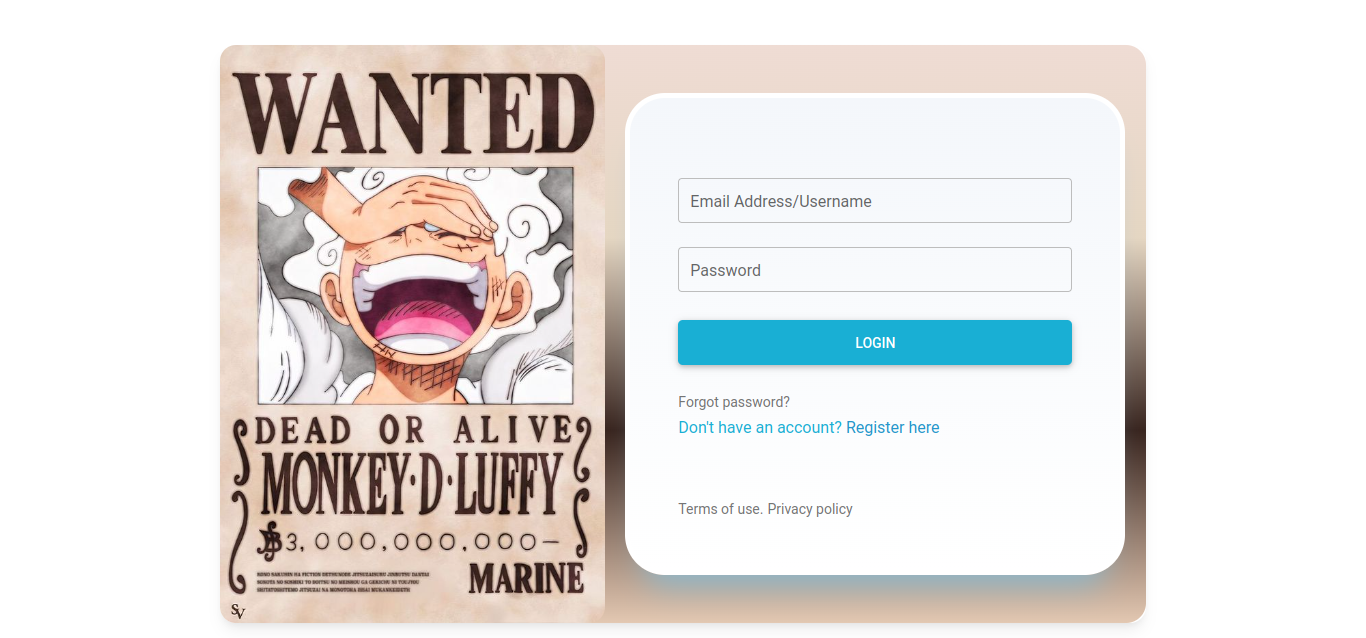 WANTED
DEAD OR ALIVE
MONKEY·D·LUFFY
3,000,000,000—
MARINE
SV
Email Address/Username
Password
LOGIN
Forgot password?
Don't have an account? Register here
Terms of use. Privacy policy